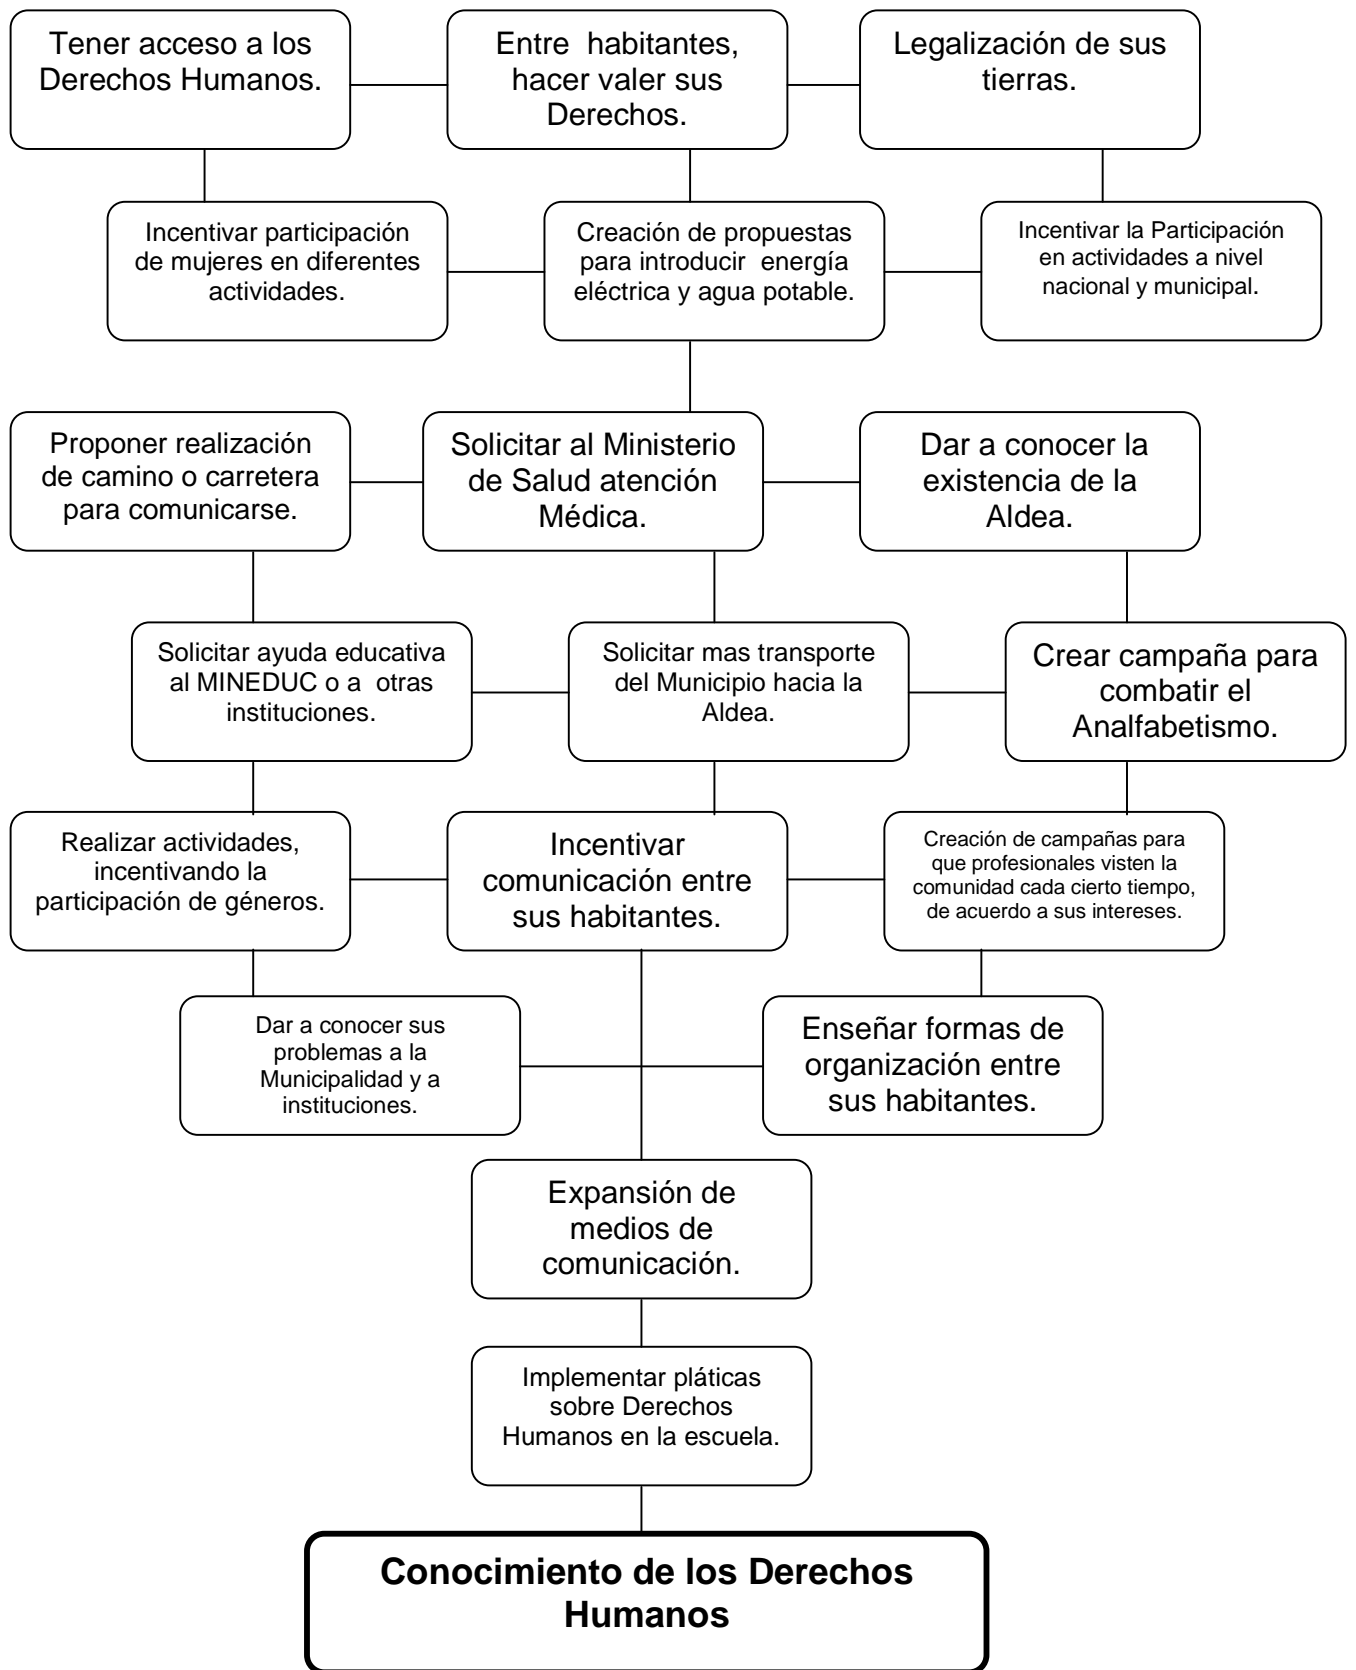 Tener acceso a los
Derechos Humanos.
Entre habitantes,
hacer valer sus
Derechos.
Legalización de sus
tierras.
Incentivar participación
de mujeres en diferentes
actividades.
Creación de propuestas
para introducir energía
eléctrica y agua potable.
Incentivar la Participación
en actividades a nivel
nacional y municipal.
Proponer realización
de camino o carretera
para comunicarse.
Solicitar al Ministerio
de Salud atención
Médica.
Dar a conocer la
existencia de la
Aldea.
Solicitar ayuda educativa
al MINEDUC o a otras
instituciones.
Solicitar mas transporte
del Municipio hacia la
Aldea.
Crear campaña para
combatir el
Analfabetismo.
Realizar actividades,
incentivando la
participación de géneros.
Incentivar
comunicación entre
sus habitantes.
Creación de campañas para
que profesionales visten la
comunidad cada cierto tiempo,
de acuerdo a sus intereses.
Dar a conocer sus
problemas a la
Municipalidad y a
instituciones.
Enseñar formas de
organización entre
sus habitantes.
Expansión de
medios de
comunicación.
Implementar pláticas
sobre Derechos
Humanos en la escuela.
Conocimiento de los Derechos
Humanos